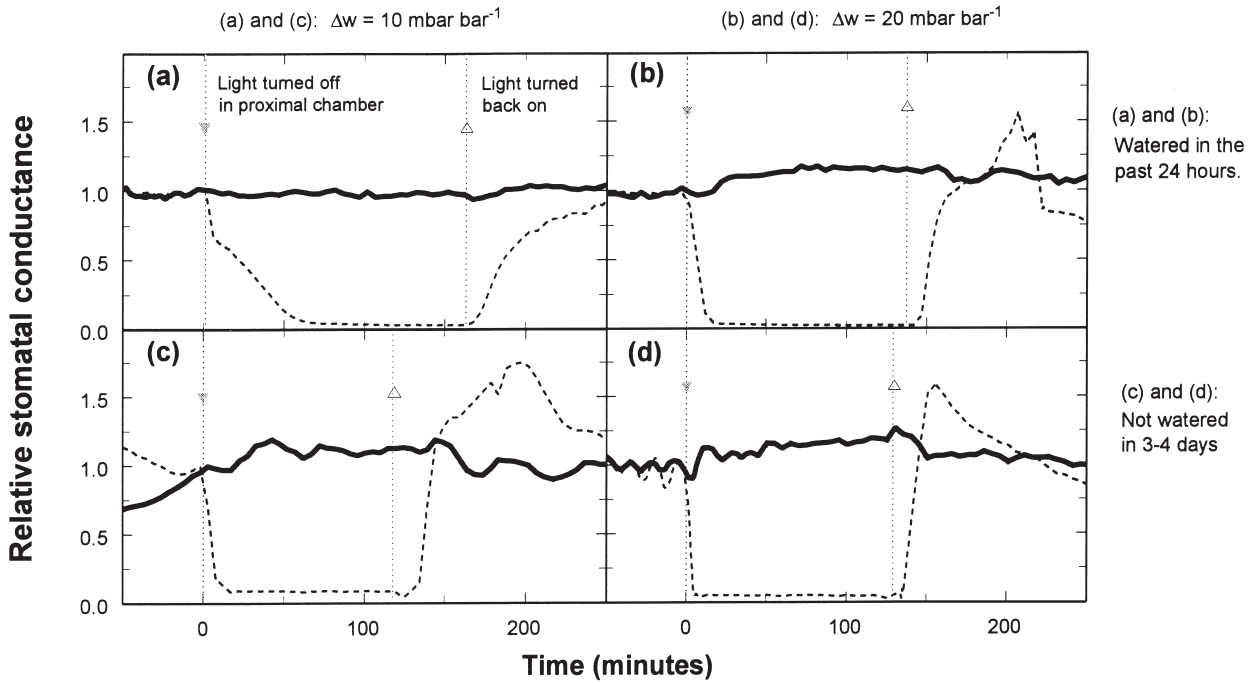 (a) and (c): Δw = 10 mbar bar⁻¹
(b) and (d): Δw = 20 mbar bar⁻¹
Relative stomatal conductance
(a)
Light turned off
in proximal chamber
Light turned
back on
1.5
1.0
0.5
0.0
(b)
(a) and (b):
Watered in the
past 24 hours.
(c)
1.5
1.0
0.5
0.0
(d)
(c) and (d):
Not watered
in 3-4 days
0
200
0
200
Time (minutes)